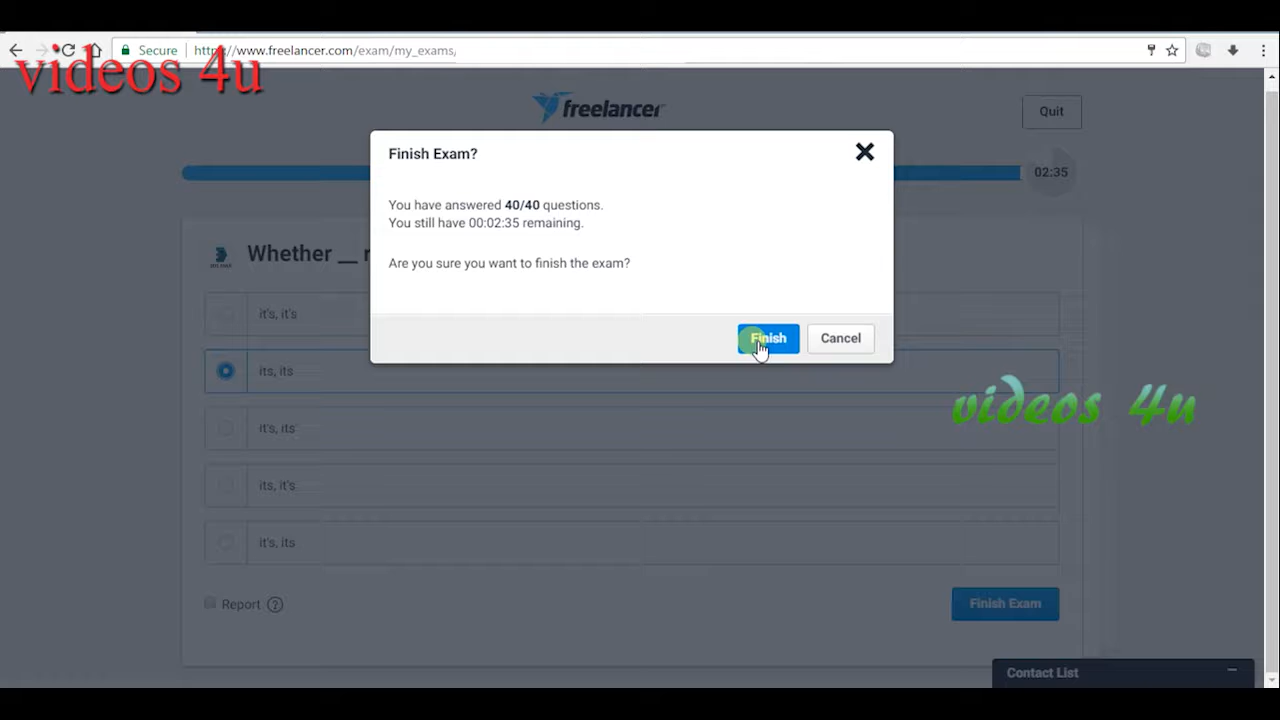 Secure https://www.freelancer.com/exam/my_exams,
videos 4u
freelancer
Quit
Finish Exam?
You have answered 40/40 questions.
You still have 00:02:35 remaining.
Are you sure you want to finish the exam?
Finish Cancel
02:35
Whether __
it's, it's
its, its
it's, its
its, it's
it's, its
videos 4u
Report ?
Finish Exam
Contact List